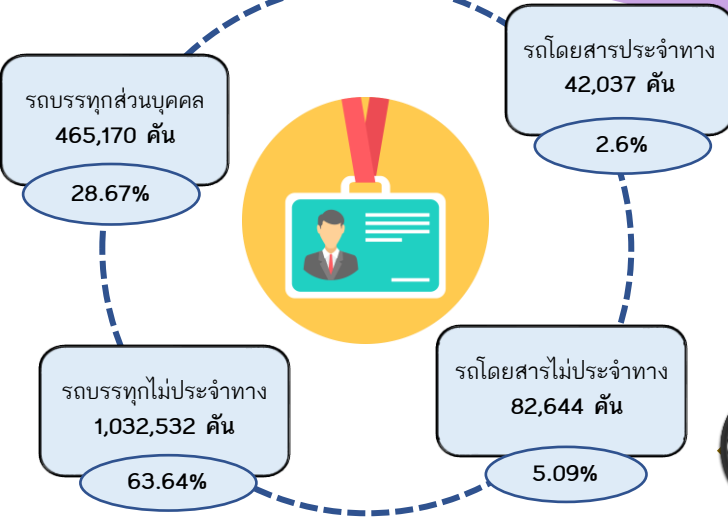 รถโดยสารประจำทาง
42,037 คัน
2.6%
รถบรรทุกส่วนบุคคล
465,170 คัน
28.67%
รถโดยสารไม่ประจำทาง
82,644 คัน
5.09%
รถบรรทุกไม่ประจำทาง
1,032,532 คัน
63.64%